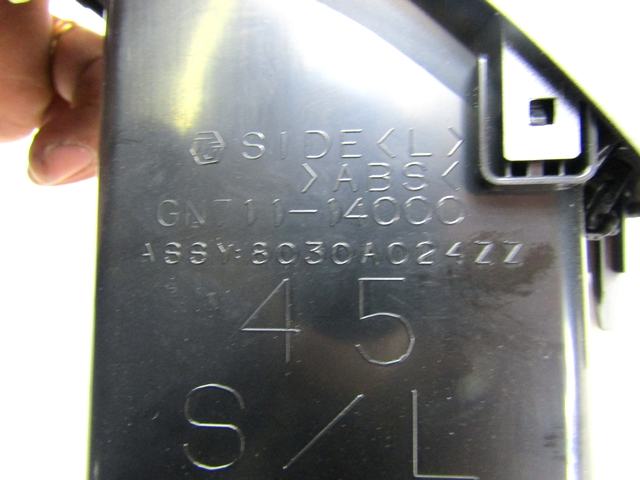 SIDE<L>
>ABS<
GN711-14000
ASSY:8030A024ZZ
45
S/L